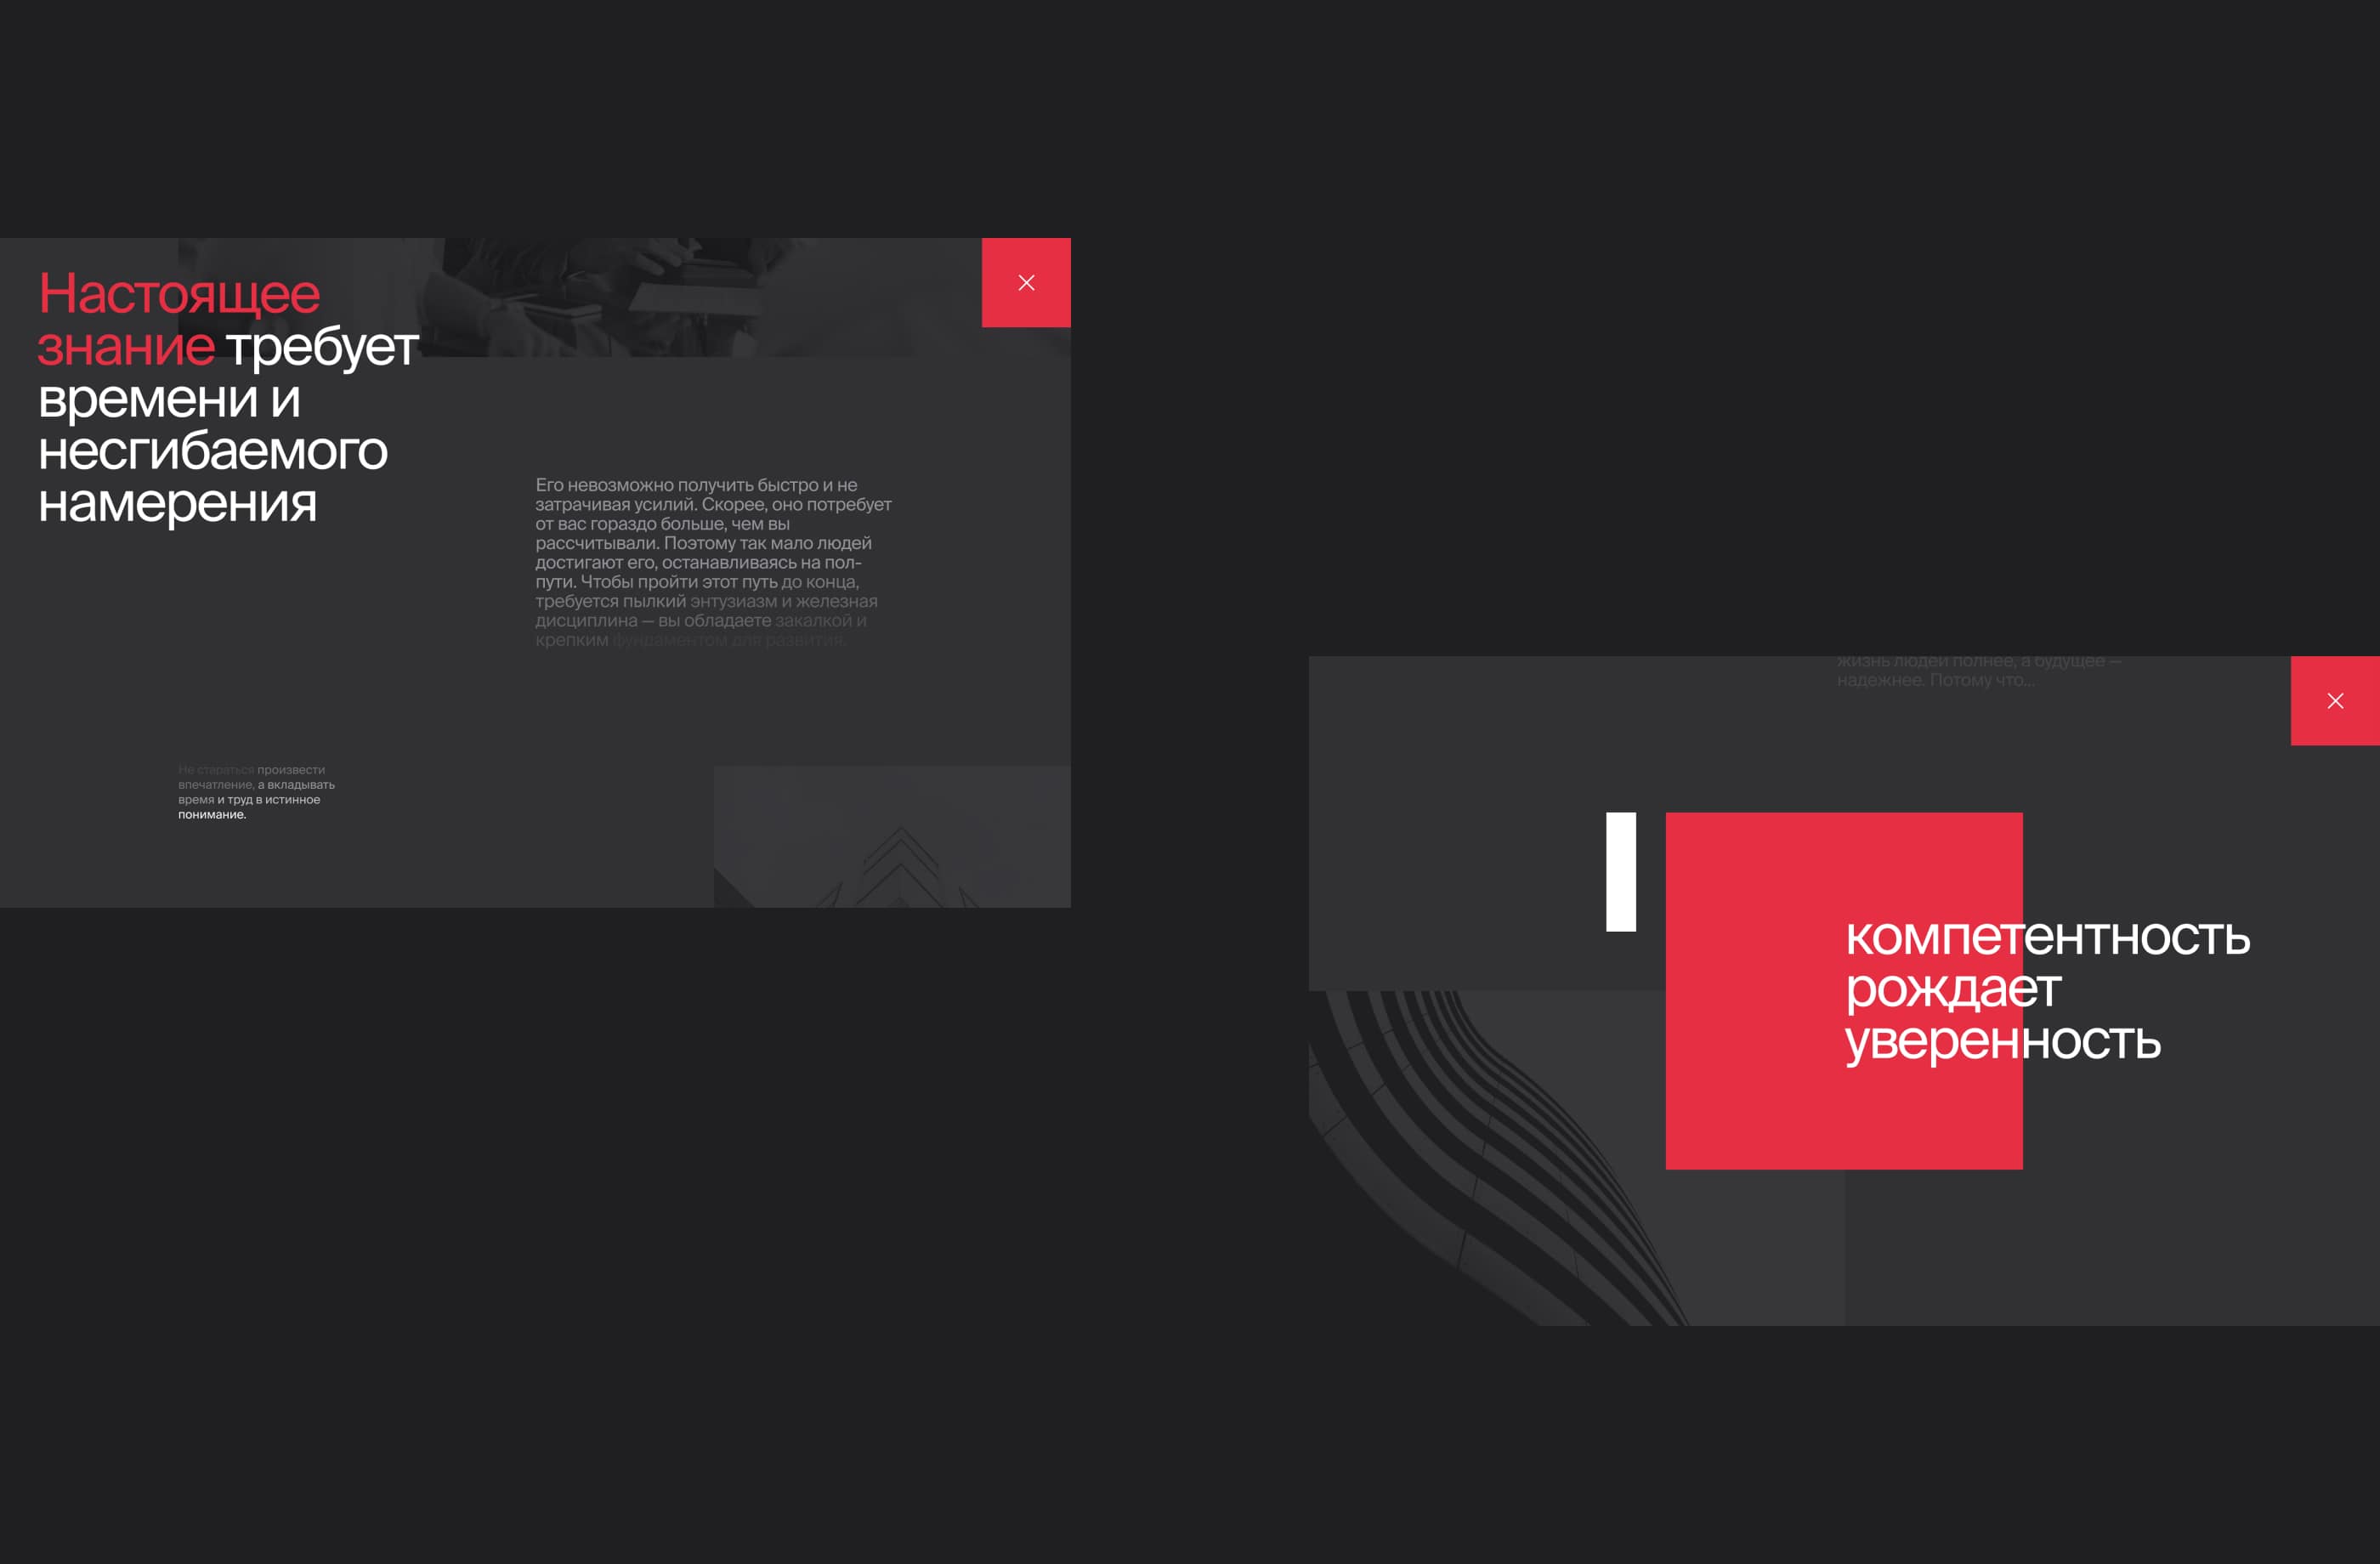 Настоящее
знание требует
времени и
несгибаемого
намерения
Его невозможно получить быстро и не
затрачивая усилий. Скорее, оно потребует
от вас гораздо больше, чем вы
рассчитывали. Поэтому так мало людей
достигают его, останавливаясь на пол-
пути. Чтобы пройти этот путь до конца,
требуется пылкий энтузиазм и железная
дисциплина — вы обладаете закалкой и
крепким фундаментом для развития.
Не стараться произвести
впечатление, а вкладывать
время и труд в истинное
понимание.
жизнь людей полнее, а будущее —
надежнее. Потому что...
компетентность
рождает
уверенность